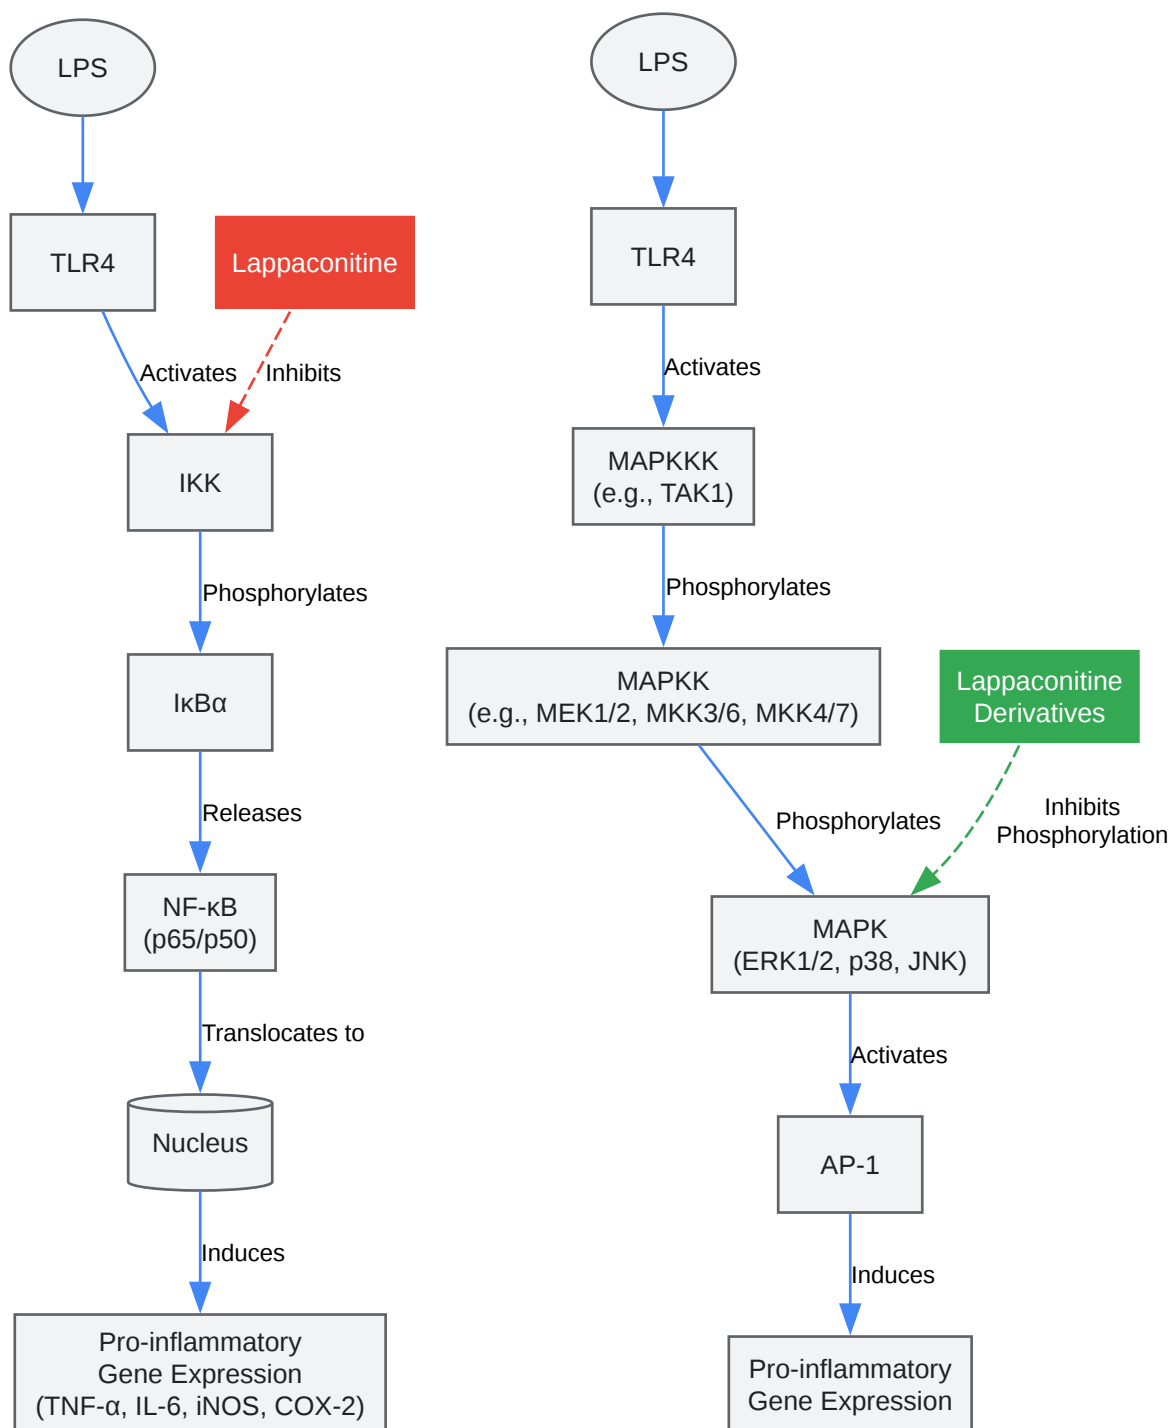 LPS
TLR4
Lappaconitine
Activates
Inhibits
IKK
Phosphorylates
IκBα
Releases
NF-κB
(p65/p50)
Translocates to
Nucleus
Induces
Pro-inflammatory
Gene Expression
(TNF-α, IL-6, iNOS, COX-2)
LPS
TLR4
Activates
MAPKKK
(e.g., TAK1)
Phosphorylates
MAPKK
(e.g., MEK1/2, MKK3/6, MKK4/7)
Lappaconitine
Derivatives
Phosphorylates
Inhibits
Phosphorylation
MAPK
(ERK1/2, p38, JNK)
Activates
AP-1
Induces
Pro-inflammatory
Gene Expression